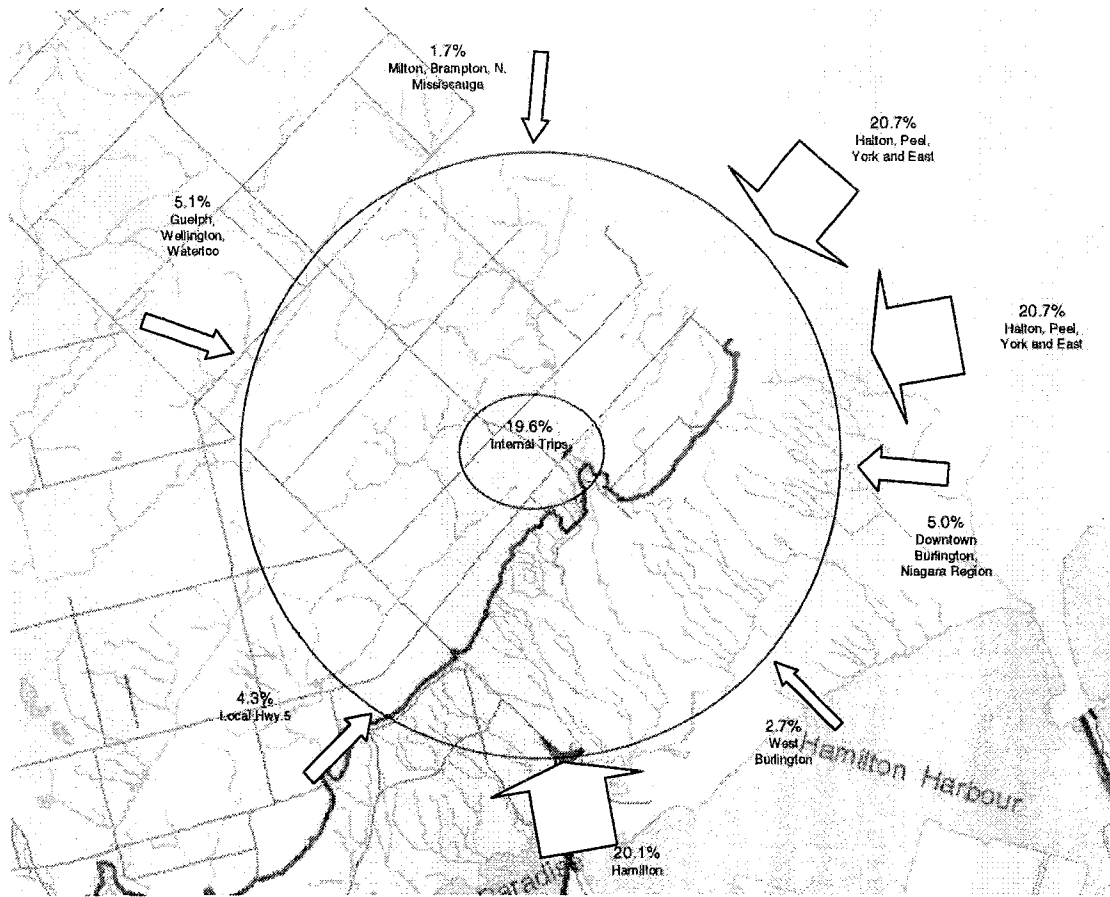 1.7%
Milton, Brampton, N.
Mississauga
20.7%
Halton, Peel,
York and East
5.1%
Guelph,
Wellington,
Waterloo
20.7%
Halton, Peel,
York and East
19.6%
Internal Trips
5.0%
Downtown
Burlington,
Niagara Region
4.3%
Local Hwy.5
2.7%
West
Burlington
Hamilton Harbour
20.1%
Hamilton
Paradise